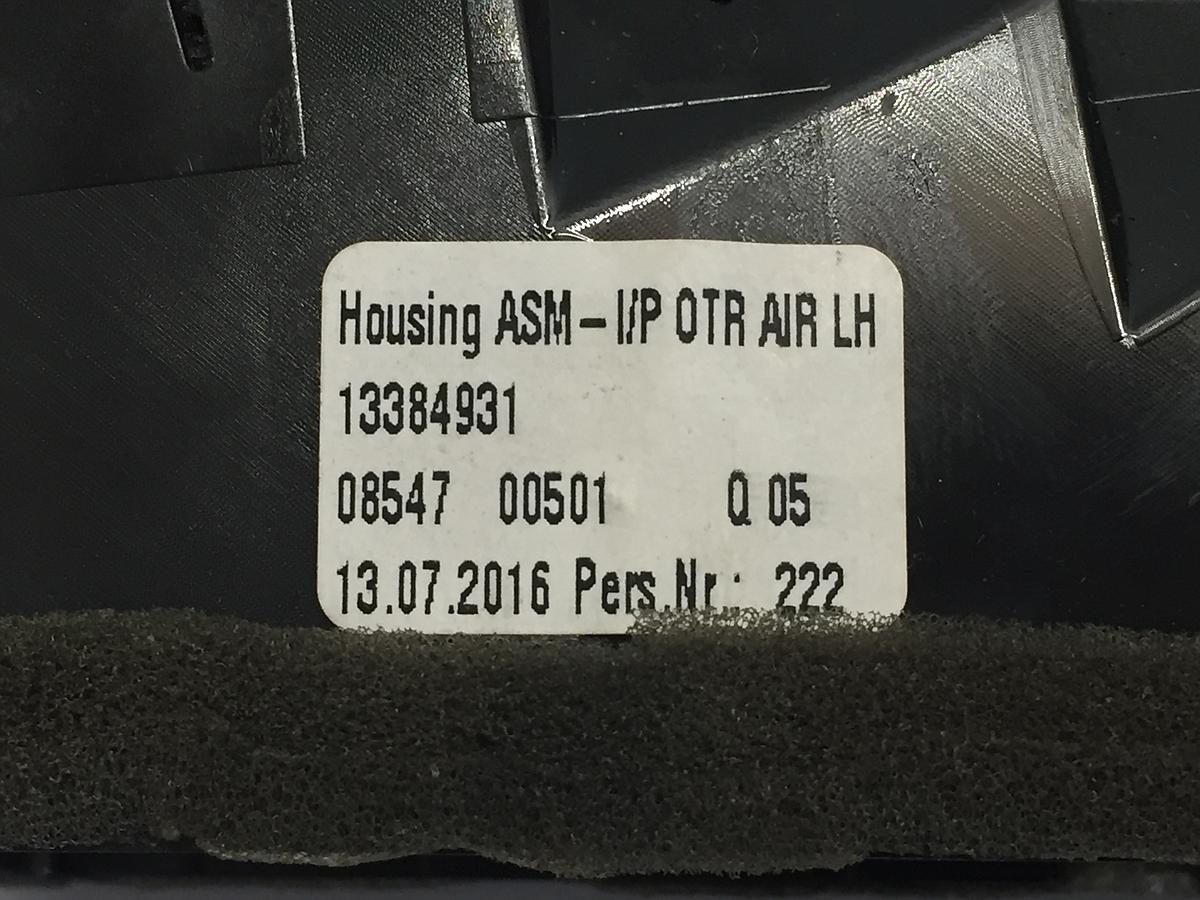 Housing ASM – I/P OTR AIR LH
13384931
08547 00501 Q 05
13.07.2016 Pers.Nr.: 222